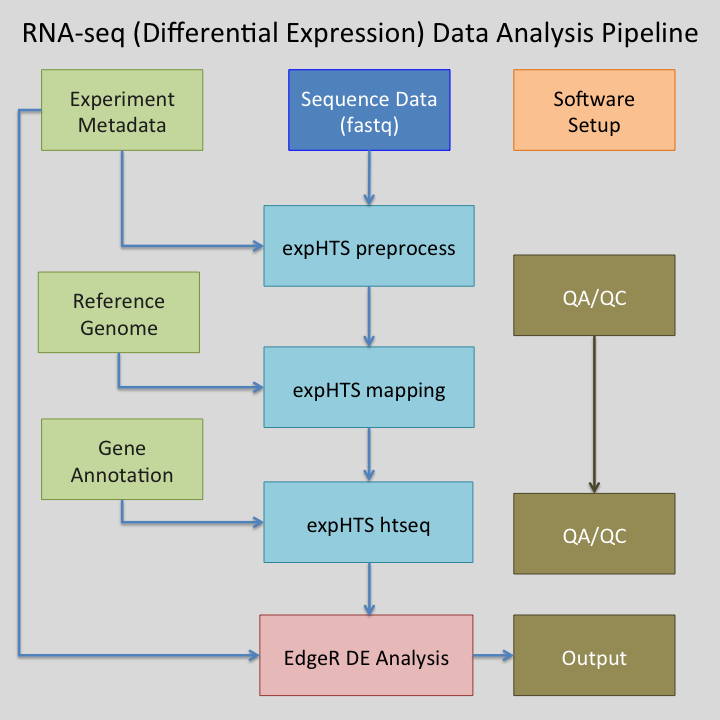 RNA-seq (Differential Expression) Data Analysis Pipeline
Experiment
Metadata
Sequence Data
(fastq)
Software
Setup
expHTS preprocess
QA/QC
Reference
Genome
expHTS mapping
Gene
Annotation
expHTS htseq
QA/QC
EdgeR DE Analysis
Output